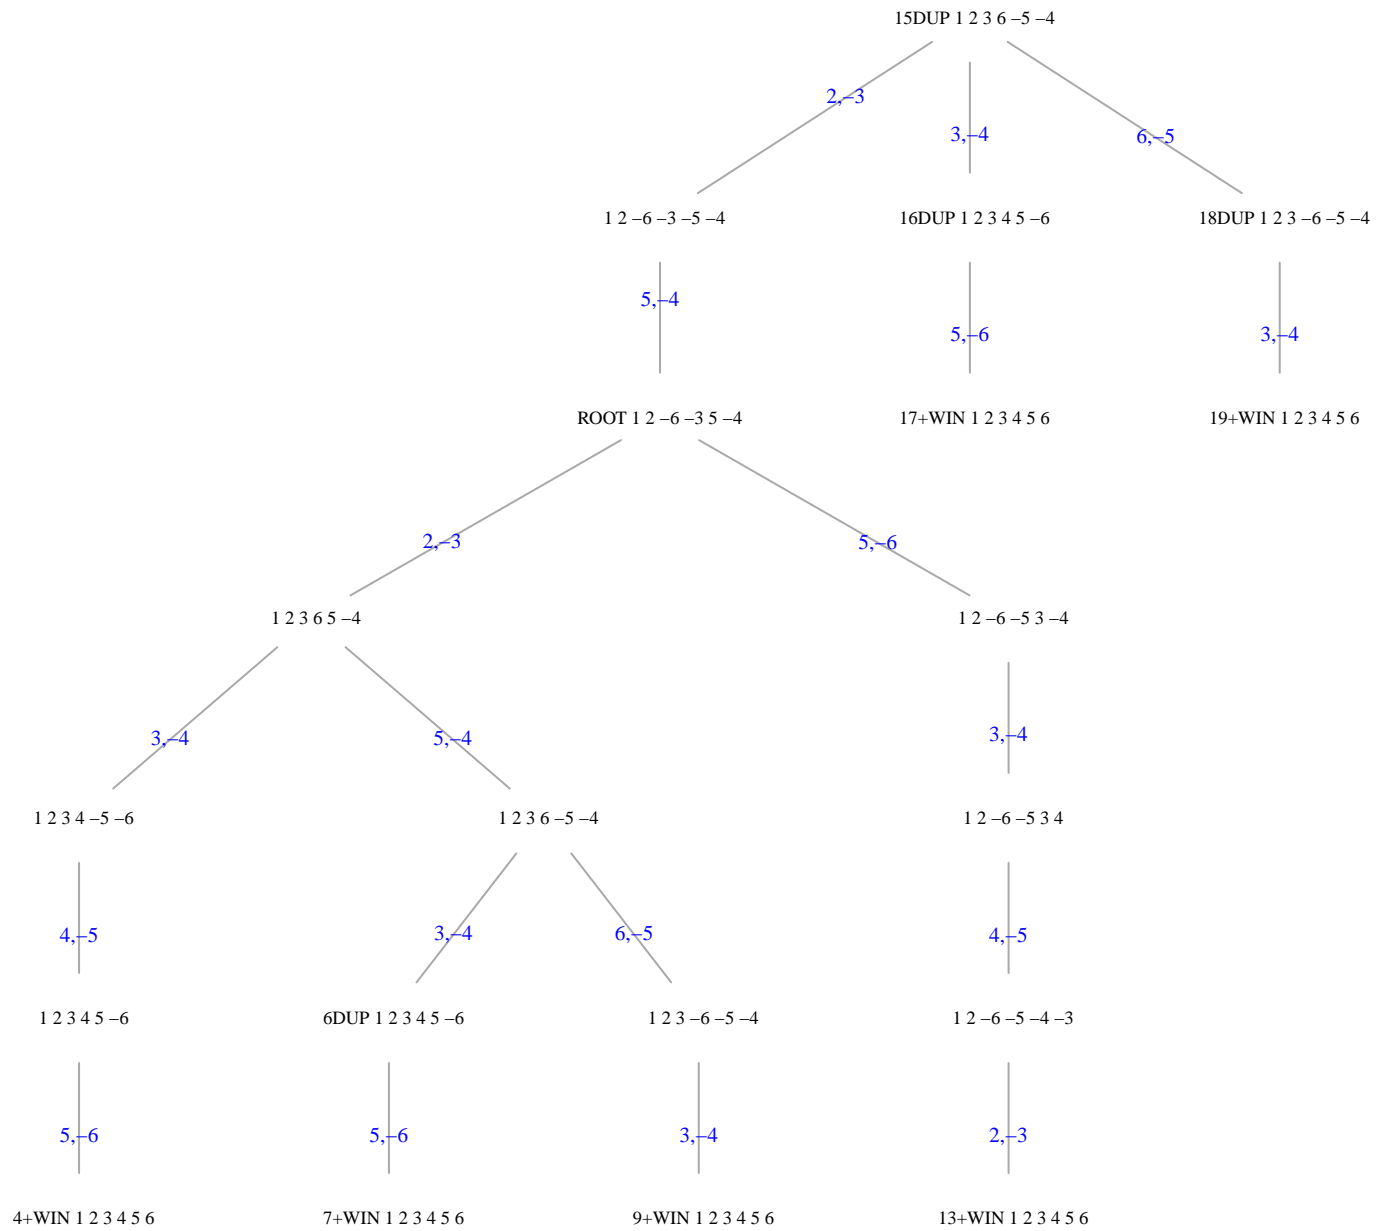 15DUP 1 2 3 6 –5 –4
2,–3
3,–4
6,–5
1 2 –6 –3 –5 –4
16DUP 1 2 3 4 5 –6
18DUP 1 2 3 –6 –5 –4
5,–4
5,–6
3,–4
ROOT 1 2 –6 –3 5 –4
17+WIN 1 2 3 4 5 6
19+WIN 1 2 3 4 5 6
2,–3
5,–6
1 2 3 6 5 –4
1 2 –6 –5 3 –4
3,–4
5,–4
3,–4
1 2 3 4 –5 –6
1 2 3 6 –5 –4
1 2 –6 –5 3 4
4,–5
3,–4
6,–5
4,–5
1 2 3 4 5 –6
6DUP 1 2 3 4 5 –6
1 2 3 –6 –5 –4
1 2 –6 –5 –4 –3
5,–6
5,–6
3,–4
2,–3
4+WIN 1 2 3 4 5 6
7+WIN 1 2 3 4 5 6
9+WIN 1 2 3 4 5 6
13+WIN 1 2 3 4 5 6